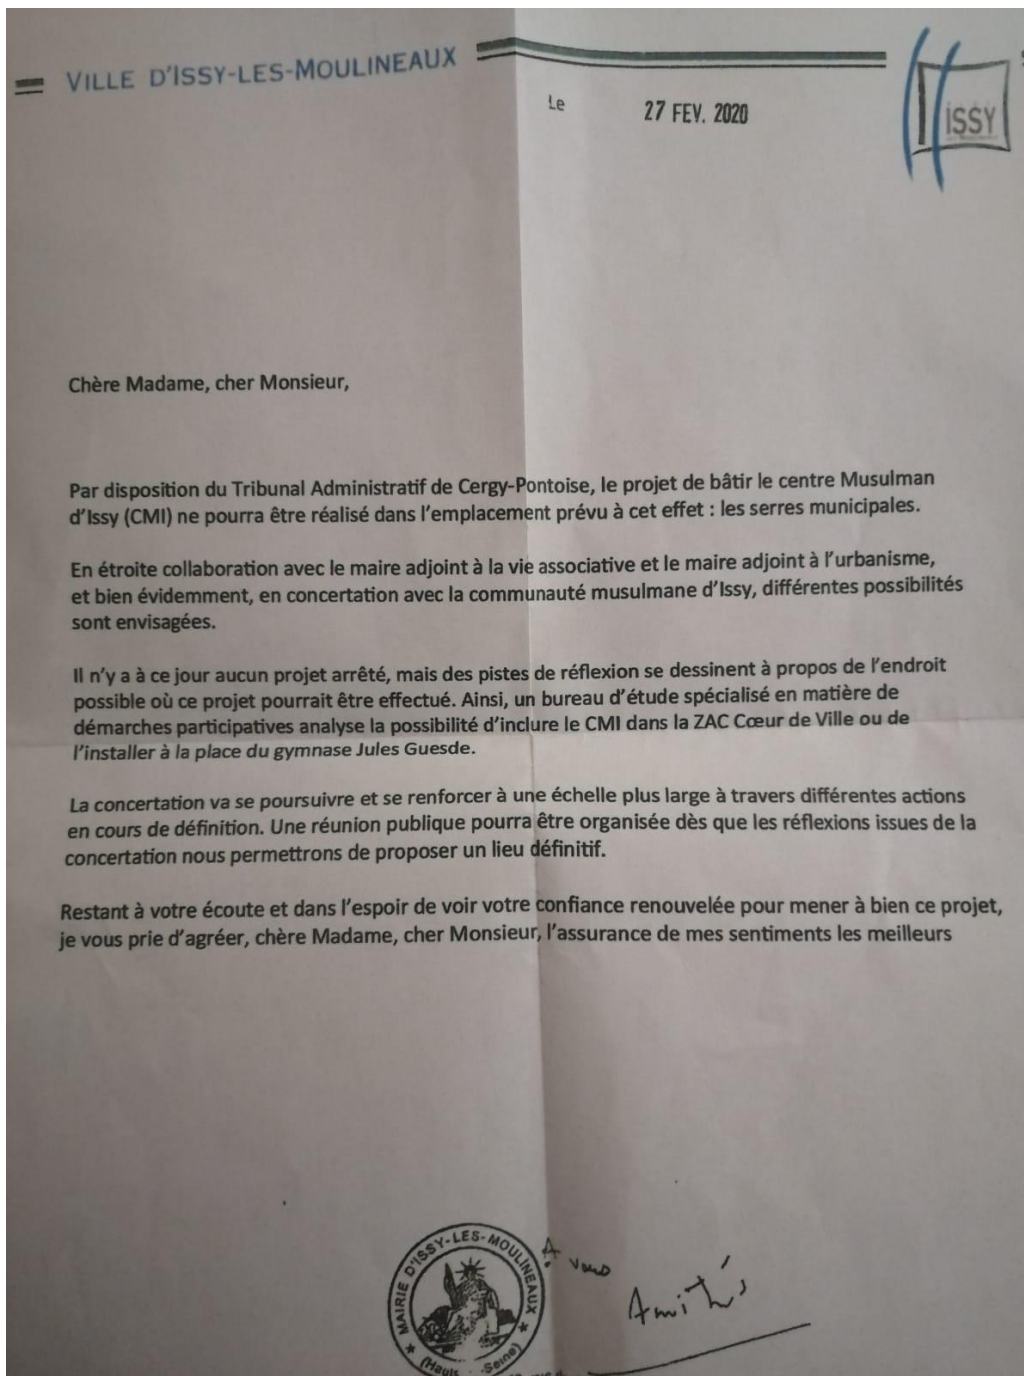 VILLE D'ISSY-LES-MOULINEAUX
Le 27 FEV. 2020
ISSY
Chère Madame, cher Monsieur,
Par disposition du Tribunal Administratif de Cergy-Pontoise, le projet de bâtir le centre Musulman
d'Issy (CMI) ne pourra être réalisé dans l'emplacement prévu à cet effet : les serres municipales.
En étroite collaboration avec le maire adjoint à la vie associative et le maire adjoint à l'urbanisme,
et bien évidemment, en concertation avec la communauté musulmane d'Issy, différentes possibilités
sont envisagées.
Il n'y a à ce jour aucun projet arrêté, mais des pistes de réflexion se dessinent à propos de l'endroit
possible où ce projet pourrait être effectué. Ainsi, un bureau d'étude spécialisé en matière de
démarches participatives analyse la possibilité d'inclure le CMI dans la ZAC Cœur de Ville ou de
l'installer à la place du gymnase Jules Guesde.
La concertation va se poursuivre et se renforcer à une échelle plus large à travers différentes actions
en cours de définition. Une réunion publique pourra être organisée dès que les réflexions issues de la
concertation nous permettrons de proposer un lieu définitif.
Restant à votre écoute et dans l'espoir de voir votre confiance renouvelée pour mener à bien ce projet,
je vous prie d'agréer, chère Madame, cher Monsieur, l'assurance de mes sentiments les meilleurs
MAIRIE D'ISSY-LES-MOULINEAUX
(Hauts-de-Seine)
A vous
Amitiés